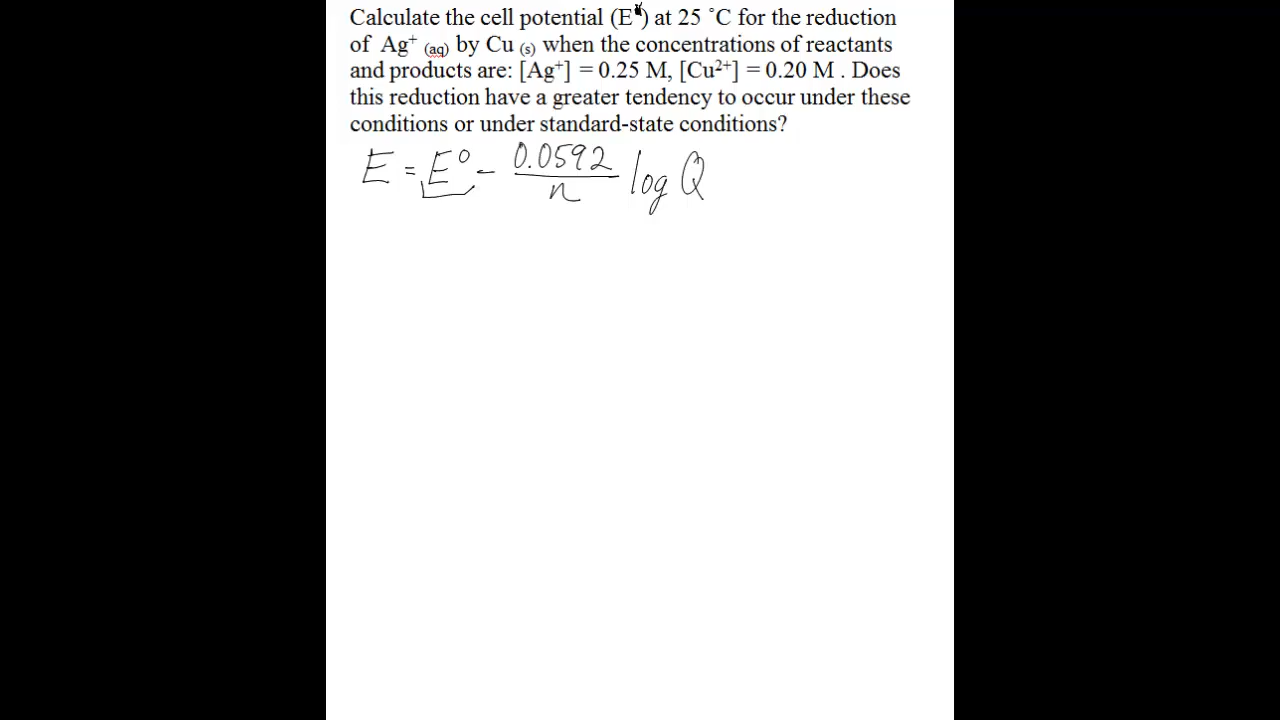 Calculate the cell potential (E) at 25 ˚C for the reduction
of Ag⁺ (aq) by Cu (s) when the concentrations of reactants
and products are: [Ag⁺] = 0.25 M, [Cu²⁺] = 0.20 M . Does
this reduction have a greater tendency to occur under these
conditions or under standard-state conditions?
E = E° - 0.0592/n log Q